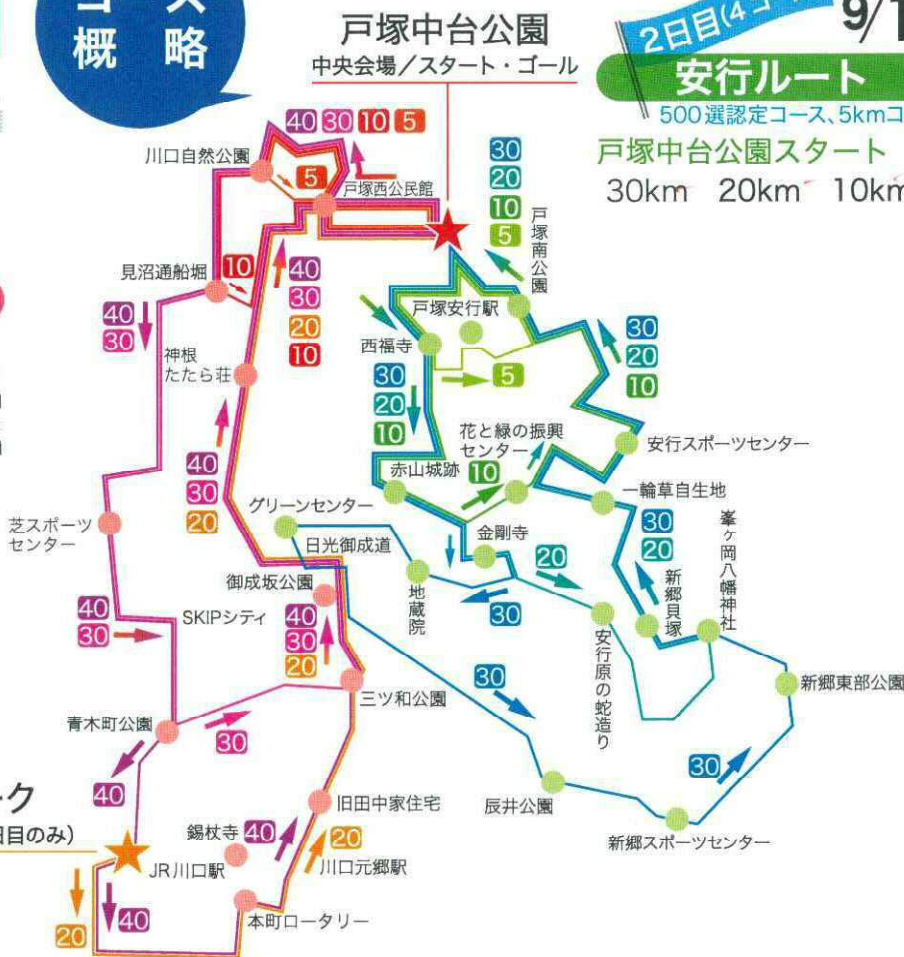 コース
概 略
戸塚中台公園
中央会場／スタート・ゴール
2日目(4コー
9/1
安行ルート
500選認定コース、5kmコ
戸塚中台公園スタート
30km 20km 10km
40 30 10 5
川口自然公園
5
戸塚西公民館
30
20
10
5
戸塚南公園
見沼通船堀
10
40
30
20
10
40
30
戸塚安行駅
西福寺
5
30
20
10
神根
たたら荘
30
20
10
花と緑の振興
センター
安行スポーツセンター
赤山城跡
10
40
30
20
グリーンセンター
日光御成道
一輪草自生地
芝スポーツ
センター
金剛寺
20
30
20
峯ヶ岡八幡神社
御成坂公園
地蔵院
30
新郷貝塚
40
30
SKIPシティ
40
30
20
安行原の蛇造り
30
新郷東部公園
三ツ和公園
青木町公園
30
40
30
ーク
日目のみ）
旧田中家住宅
辰井公園
新郷スポーツセンター
錫杖寺
40
20
JR川口駅
川口元郷駅
20
40
本町ロータリー